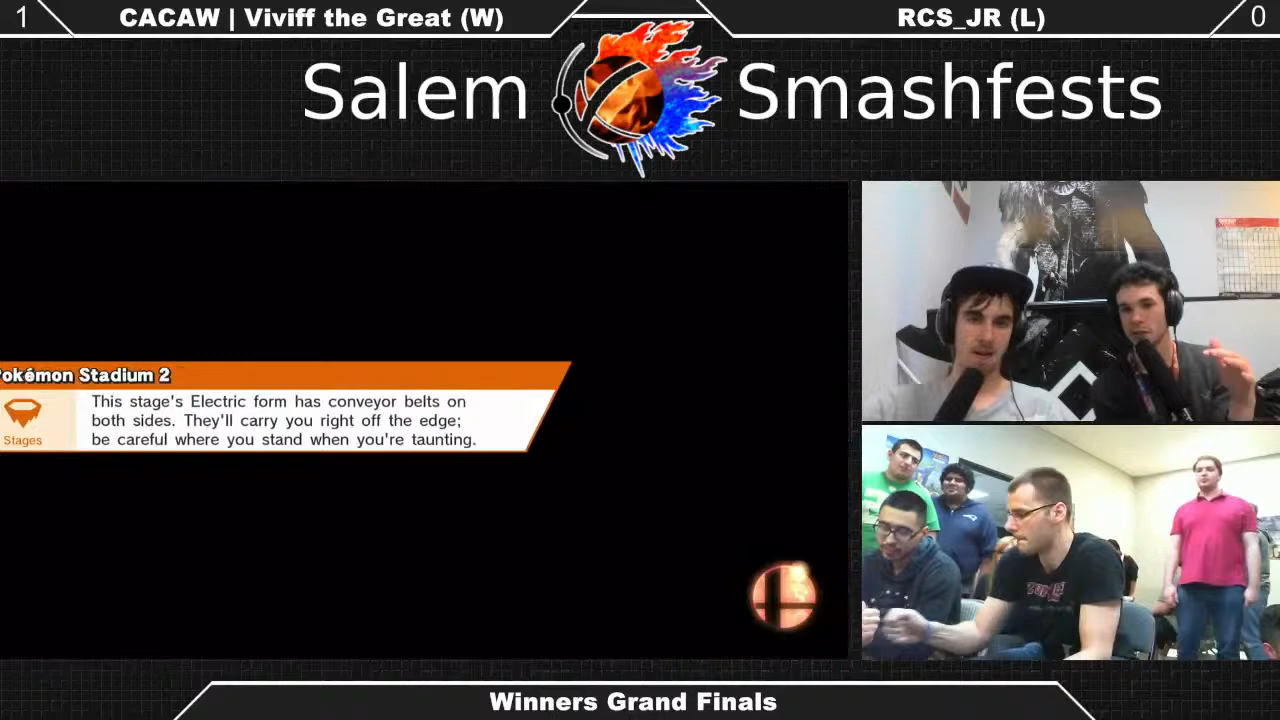 1
CACAW | Viviff the Great (W)
RCS_JR (L)
0
Salem Smashfests
Pokémon Stadium 2
This stage's Electric form has conveyor belts on
both sides. They'll carry you right off the edge;
be careful where you stand when you're taunting.
Stages
Winners Grand Finals